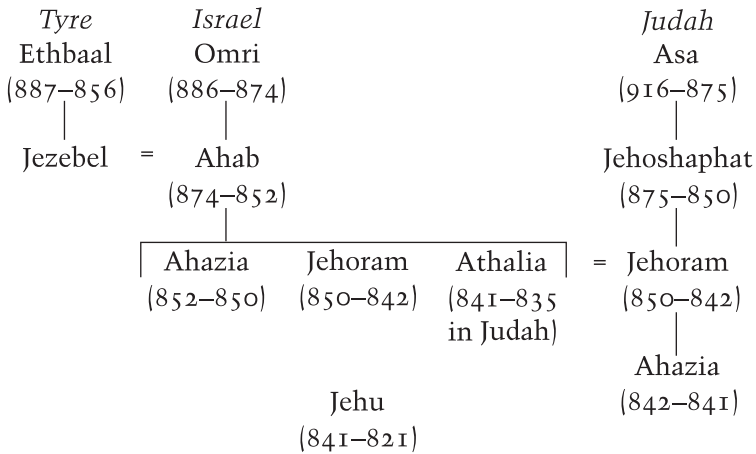 Tyre Israel Judah
Ethbaal Omri Asa
(887–856) (886–874) (916–875)
Jezebel = Ahab Jehoshaphat
(874–852) (875–850)
Ahazia Jehoram Athalia = Jehoram
(852–850) (850–842) (841–835 (850–842)
in Judah)
Ahazia
Jehu (842–841)
(841–821)